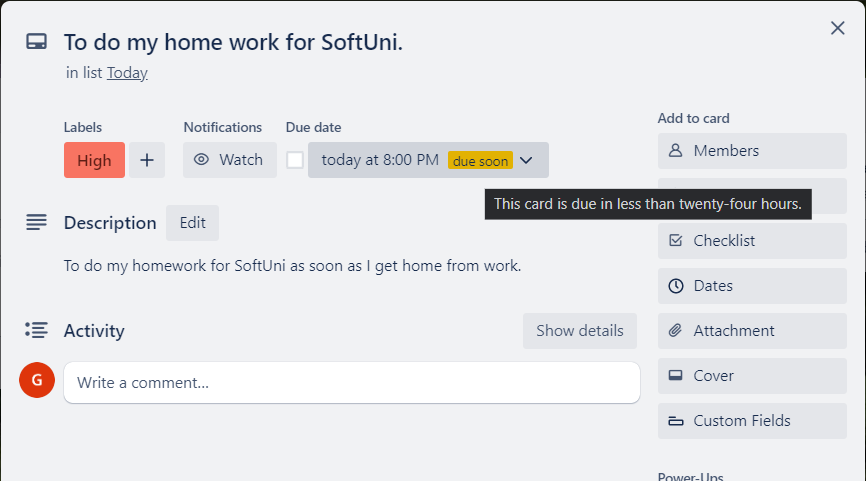 To do my home work for SoftUni.
in list Today
Labels
High
Notifications
Watch
Due date
today at 8:00 PM due soon
This card is due in less than twenty-four hours.
Description
Edit
To do my homework for SoftUni as soon as I get home from work.
Activity
Show details
G
Write a comment...
Add to card
Members
Checklist
Dates
Attachment
Cover
Custom Fields
Power-Ups